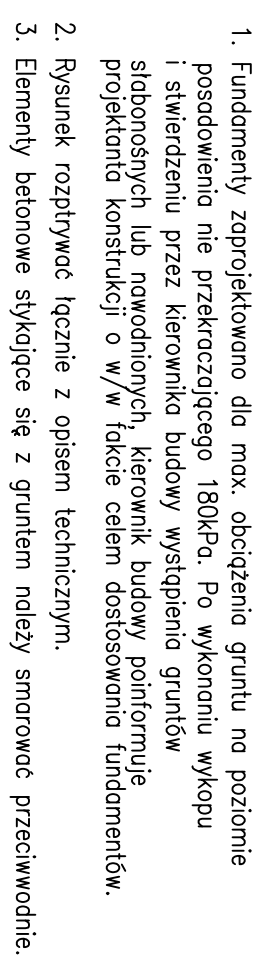 1. Fundamenty zaprojektowano dla max. obciążenia gruntu na poziomie
posadowienia nie przekraczającego 180kPa. Po wykonaniu wykopu
i stwierdzeniu przez kierownika budowy wystąpienia gruntów
słabonośnych lub nawodnionych, kierownik budowy poinformuje
projektanta konstrukcji o w/w fakcie celem dostosowania fundamentów.
2. Rysunek rozptrywać łącznie z opisem technicznym.
3. Elementy betonowe stykające się z gruntem należy smarować przeciwwodnie.